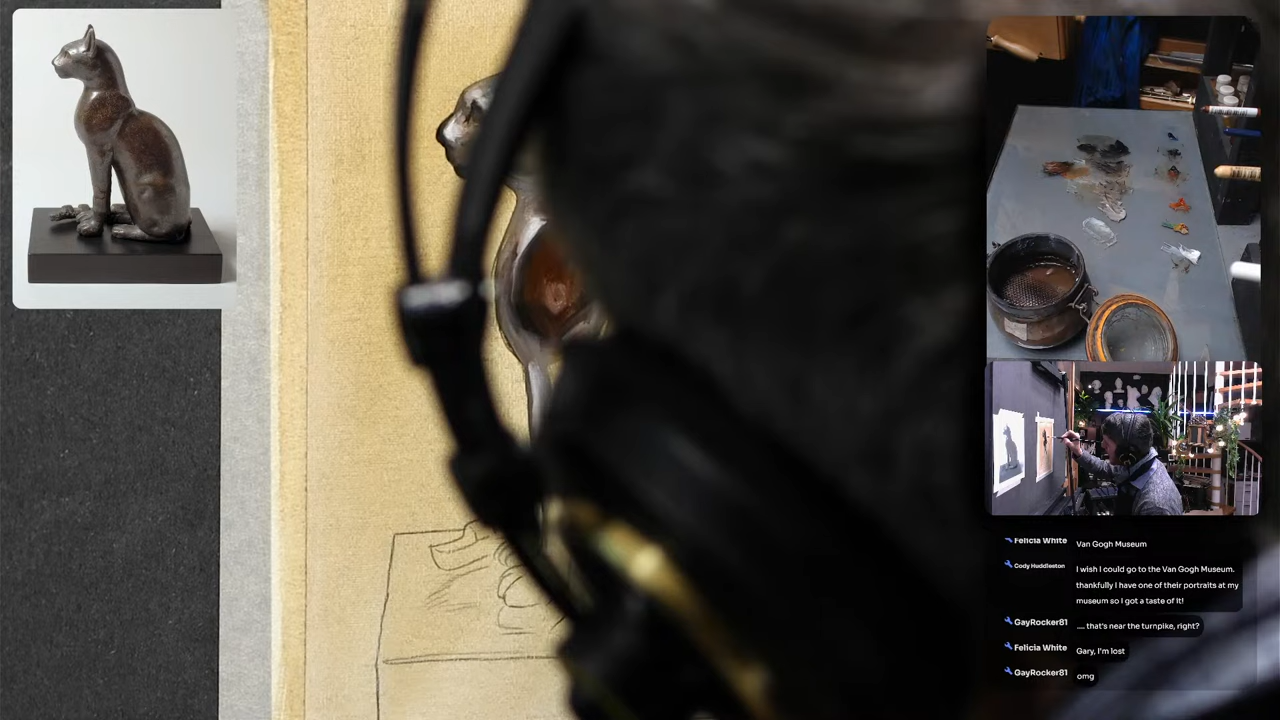 Felicia White Van Gogh Museum
Cody Huddleston I wish I could go to the Van Gogh Museum.
thankfully I have one of their portraits at my
museum so I got a taste of it!
GayRocker81 .... that's near the turnpike, right?
Felicia White Gary, I'm lost
GayRocker81 omg